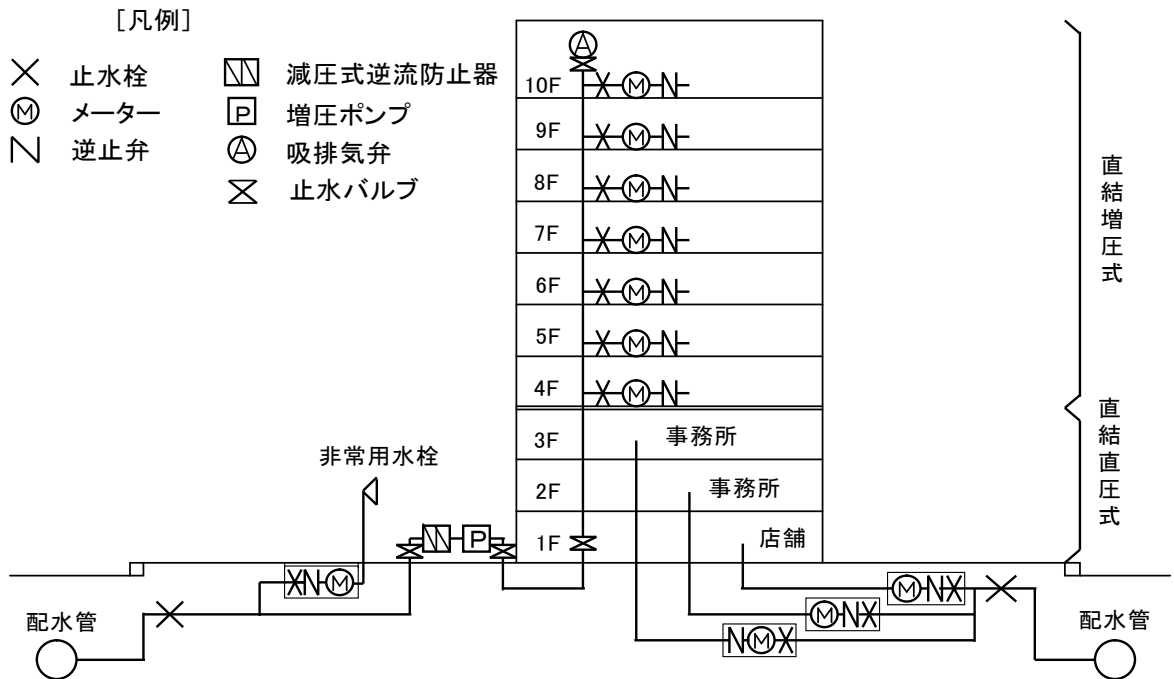 [凡例]
止水栓
メーター
逆止弁
減圧式逆流防止器
P 増圧ポンプ
A 吸排気弁
止水バルブ
M
A
10F M
9F M
8F M
7F M
6F M
5F M
4F M
3F 事務所
2F 事務所
1F 店舗
直結増圧式
直結直圧式
非常用水栓
P
M
M
M
M
配水管
配水管